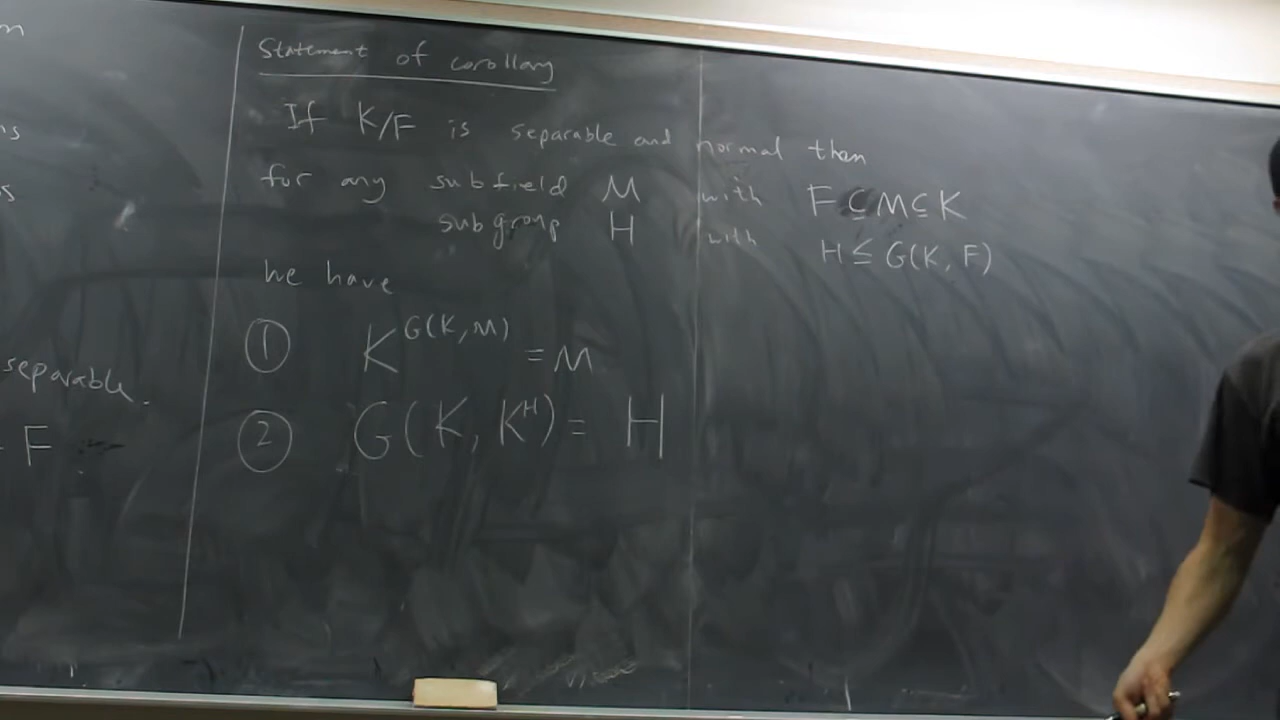 m
ns
s
separable.
F
Statement of corollary
If K/F is separable and normal then
for any subfield M with F ⊆ M ⊆ K
subgroup H with H ≤ G(K, F)
we have
① K^{G(K,M)} = M
② G(K, K^H) = H